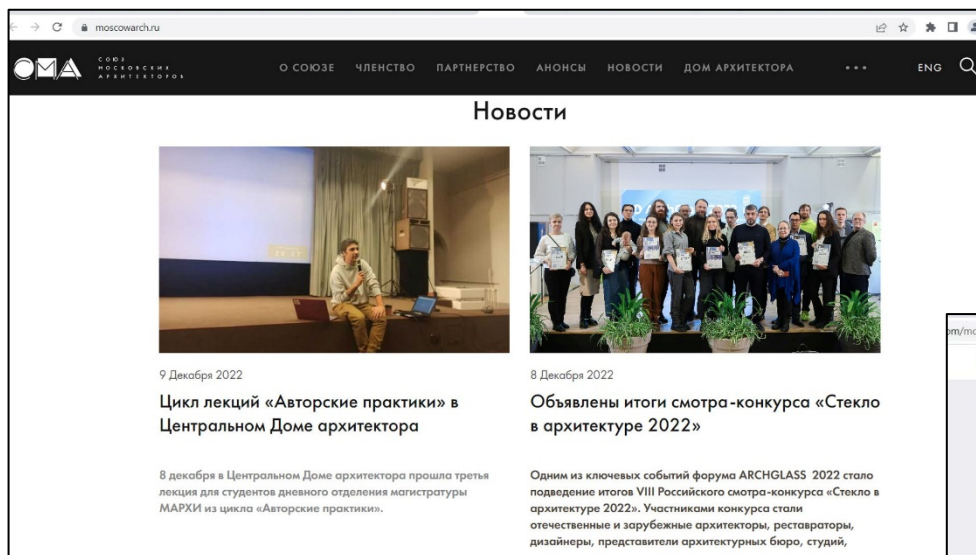 moscowarch.ru
ОМА
СОЮЗ
МОСКОВСКИХ
АРХИТЕКТОРОВ
О СОЮЗЕ ЧЛЕНСТВО ПАРТНЕРСТВО АНОНСЫ НОВОСТИ ДОМ АРХИТЕКТОРА ••• ENG
Новости
9 Декабря 2022
Цикл лекций «Авторские практики» в
Центральном Доме архитектора
8 декабря в Центральном Доме архитектора прошла третья
лекция для студентов дневного отделения магистратуры
МАРХИ из цикла «Авторские практики».
8 Декабря 2022
Объявлены итоги смотра-конкурса «Стекло
в архитектуре 2022»
Одним из ключевых событий форума ARCHGLASS 2022 стало
подведение итогов VIII Российского смотра-конкурса «Стекло в
архитектуре 2022». Участниками конкурса стали
отечественные и зарубежные архитекторы, реставраторы,
дизайнеры, представители архитектурных бюро, студий,